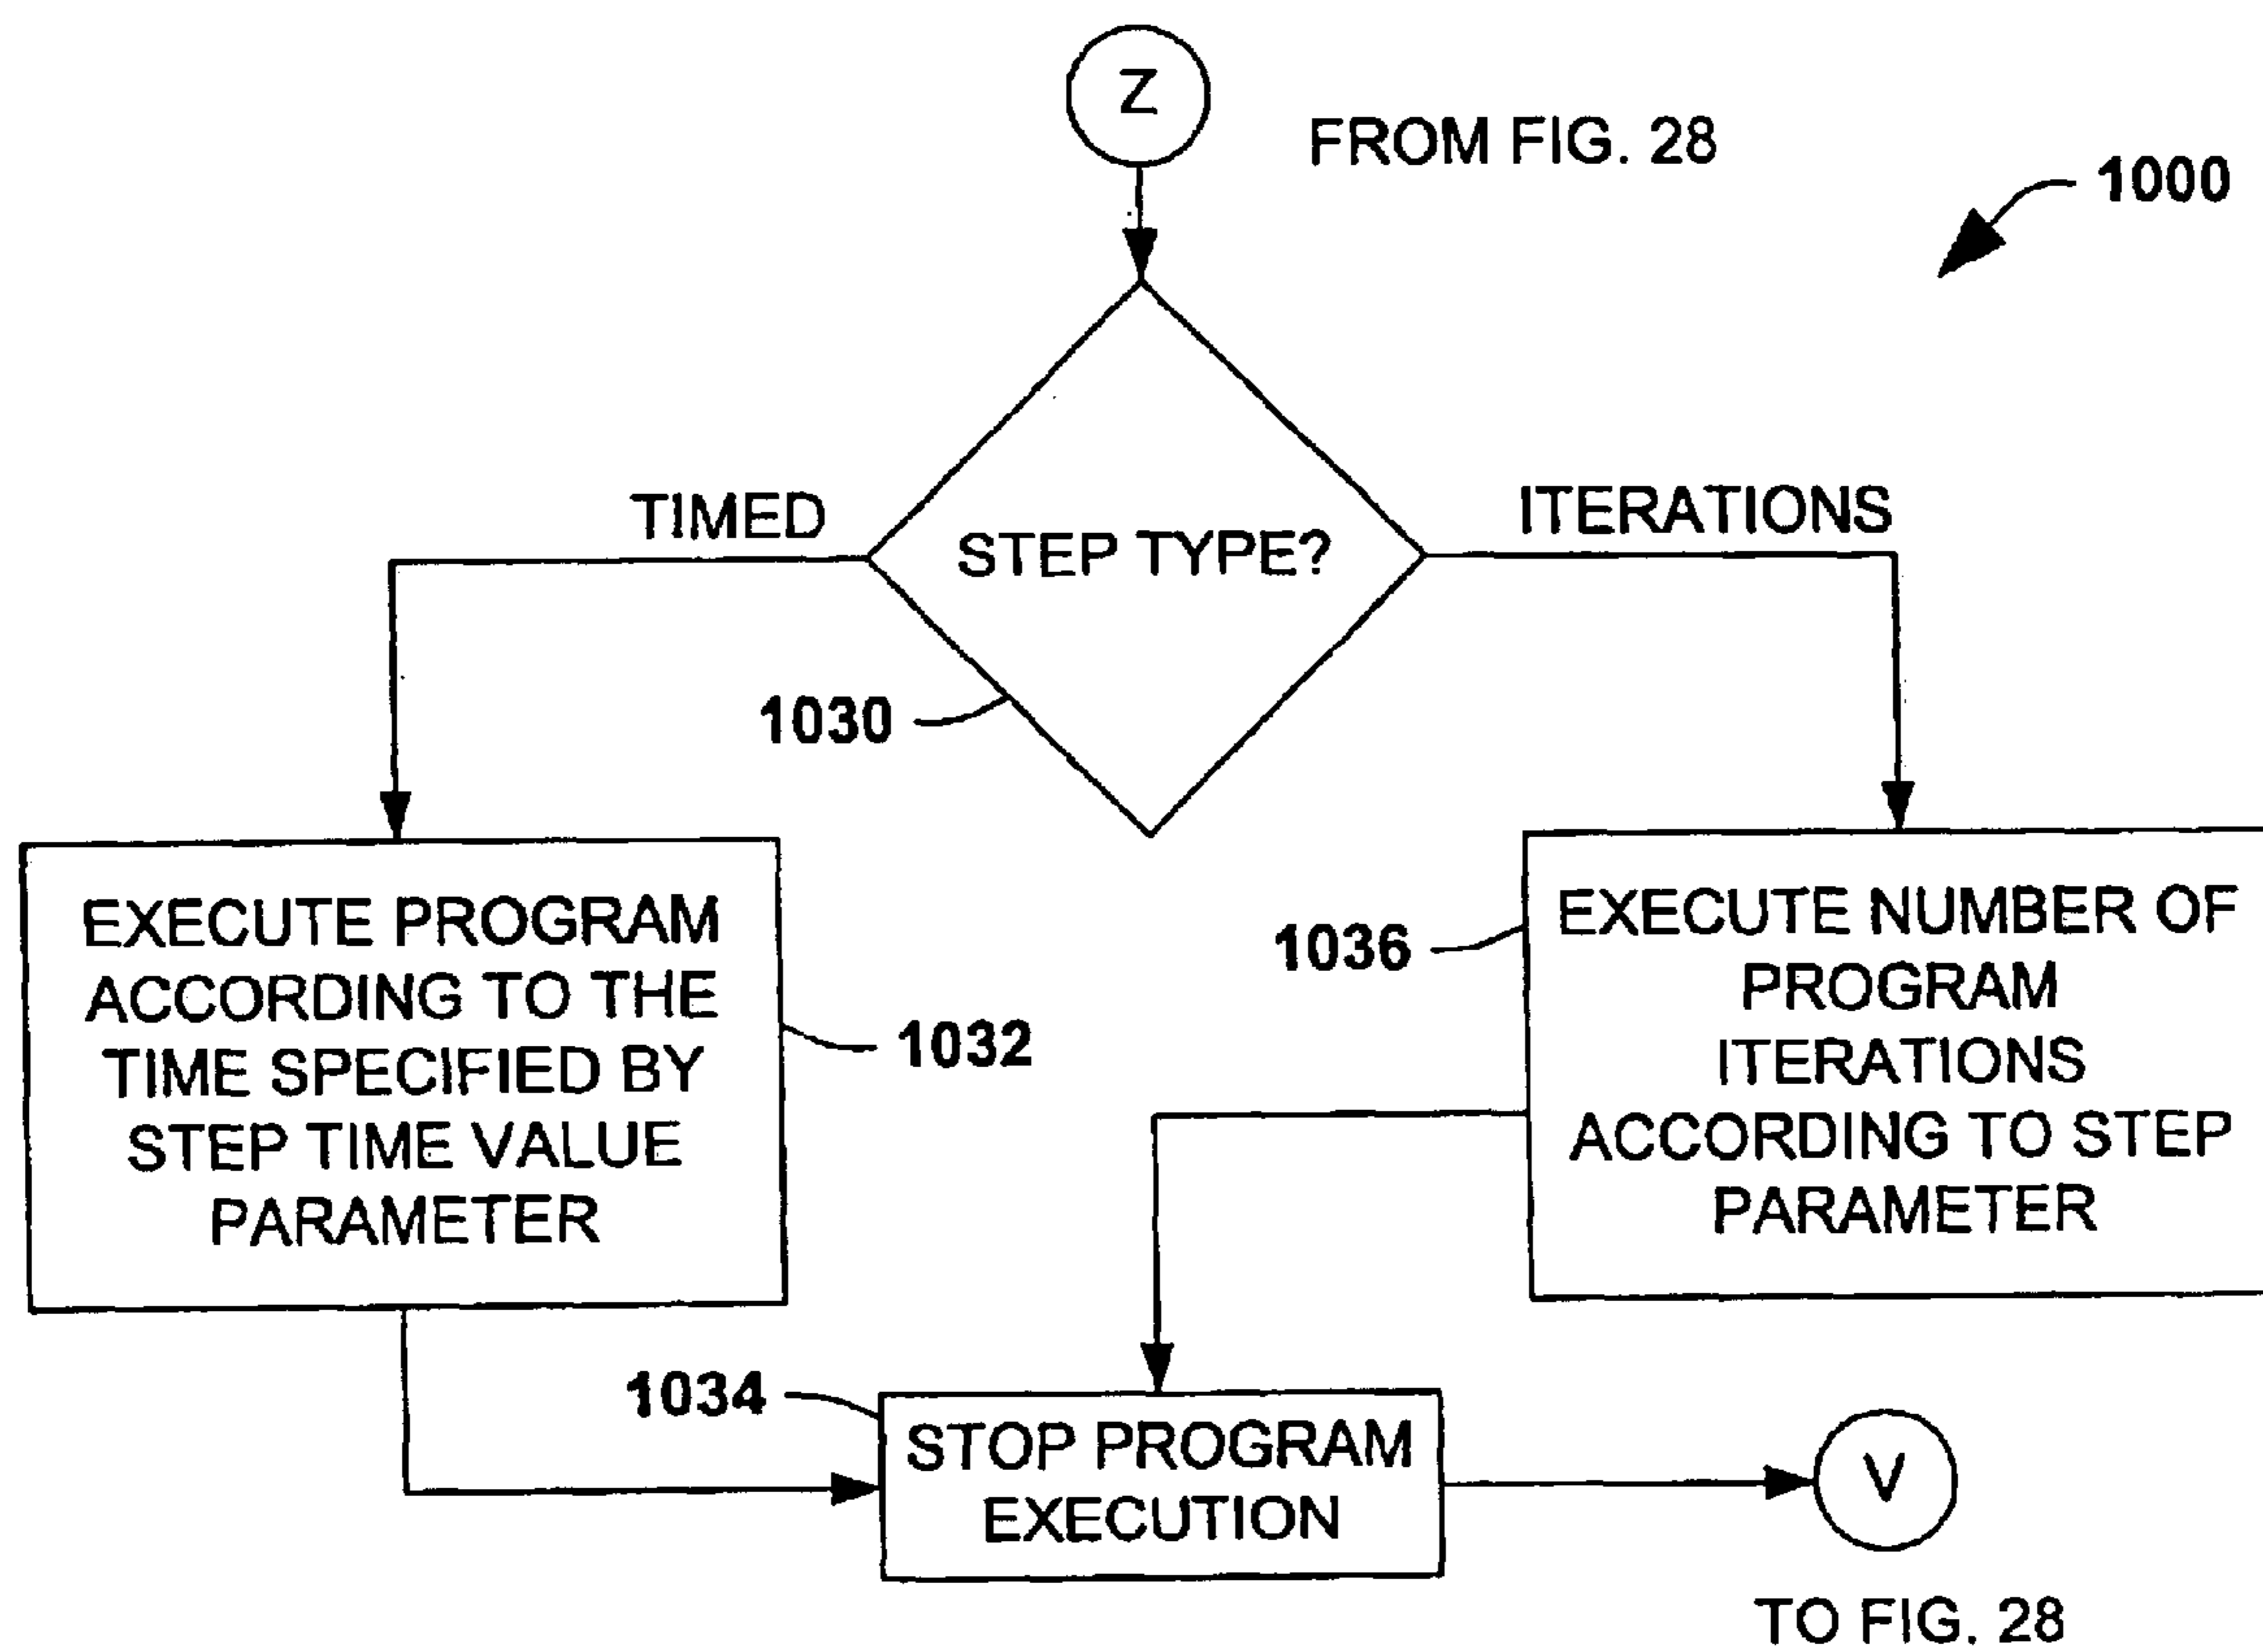 Z
FROM FIG. 28
1000
TIMED
ITERATIONS
STEP TYPE?
1030
EXECUTE PROGRAM
ACCORDING TO THE
TIME SPECIFIED BY
STEP TIME VALUE
PARAMETER
1032
1036
EXECUTE NUMBER OF
PROGRAM
ITERATIONS
ACCORDING TO STEP
PARAMETER
1034
STOP PROGRAM
EXECUTION
V
TO FIG. 28